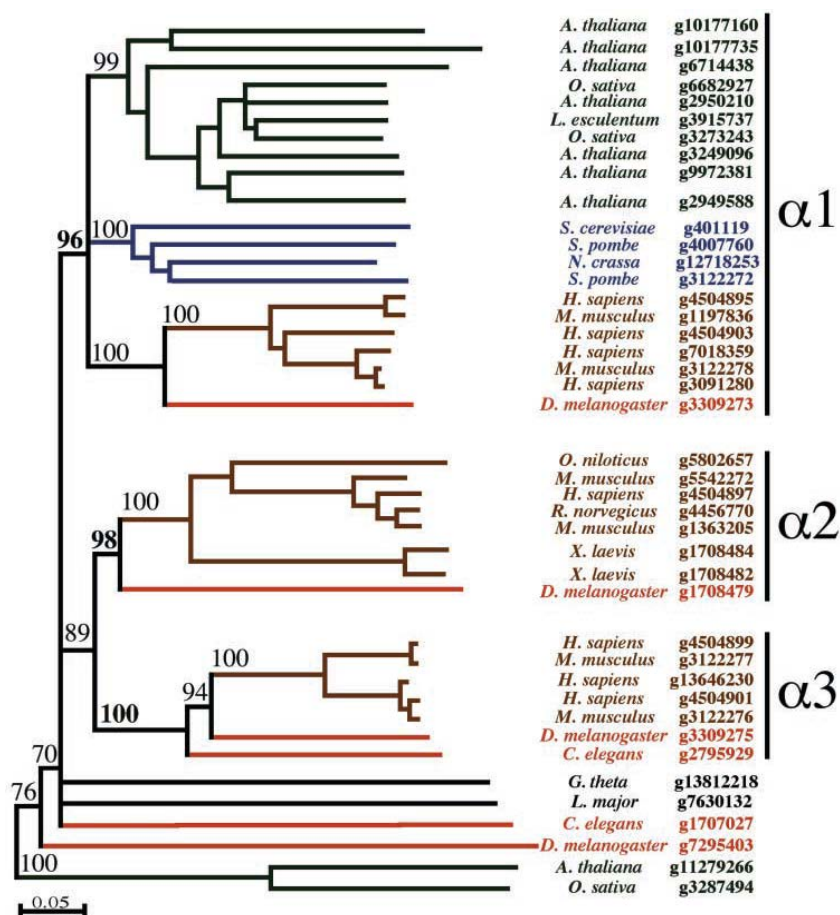 A. thaliana g10177160
A. thaliana g10177735
99
A. thaliana g6714438
O. sativa g6682927
A. thaliana g2950210
L. esculentum g3915737
O. sativa g3273243
A. thaliana g3249096
A. thaliana g9972381
A. thaliana g2949588
α1
100
S. cerevisiae g401119
96
S. pombe g4007760
N. crassa g12718253
S. pombe g3122272
H. sapiens g4504895
100
M. musculus g1197836
H. sapiens g4504903
100
H. sapiens g7018359
M. musculus g3122278
H. sapiens g3091280
D. melanogaster g3309273
O. niloticus g5802657
M. musculus g5542272
100
H. sapiens g4504897
R. norvegicus g4456770
M. musculus g1363205
α2
98
X. laevis g1708484
X. laevis g1708482
D. melanogaster g1708479
89
H. sapiens g4504899
100
M. musculus g3122277
H. sapiens g13646230
94
H. sapiens g4504901
α3
100
M. musculus g3122276
D. melanogaster g3309275
C. elegans g2795929
70
G. theta g13812218
76
L. major g7630132
C. elegans g1707027
D. melanogaster g7295403
100
A. thaliana g11279266
O. sativa g3287494
0.05